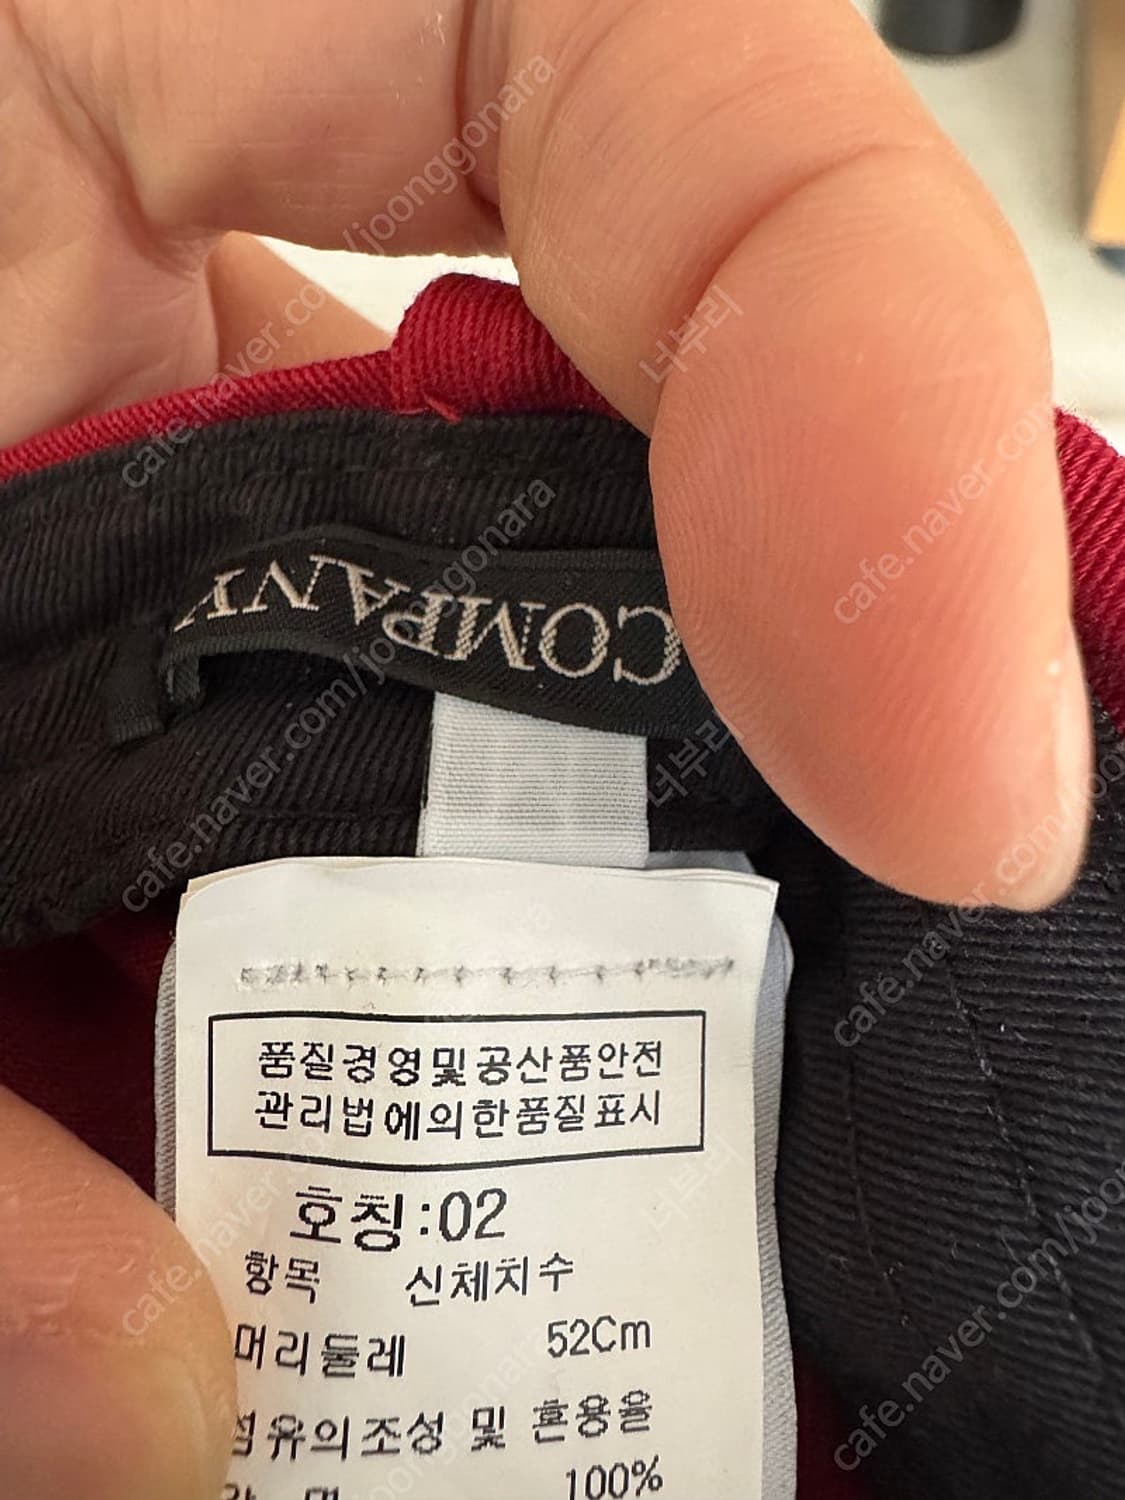 COMPANY
품질경영및공산품안전
관리법에의한품질표시
호칭:02
항목 신체치수
머리둘레 52Cm
섬유의조성 및 혼용율
100%
cafe.naver.com/joonggonara
너부리